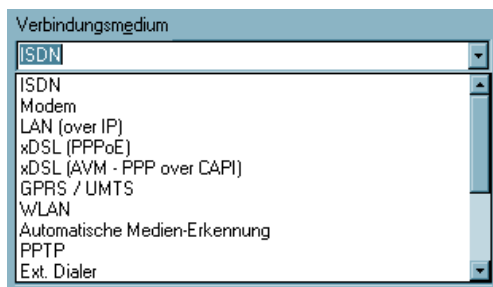 Verbindungsmedium
ISDN
ISDN
Modem
LAN (over IP)
xDSL (PPPoE)
xDSL (AVM - PPP over CAPI)
GPRS / UMTS
WLAN
Automatische Medien-Erkennung
PPTP
Ext. Dialer